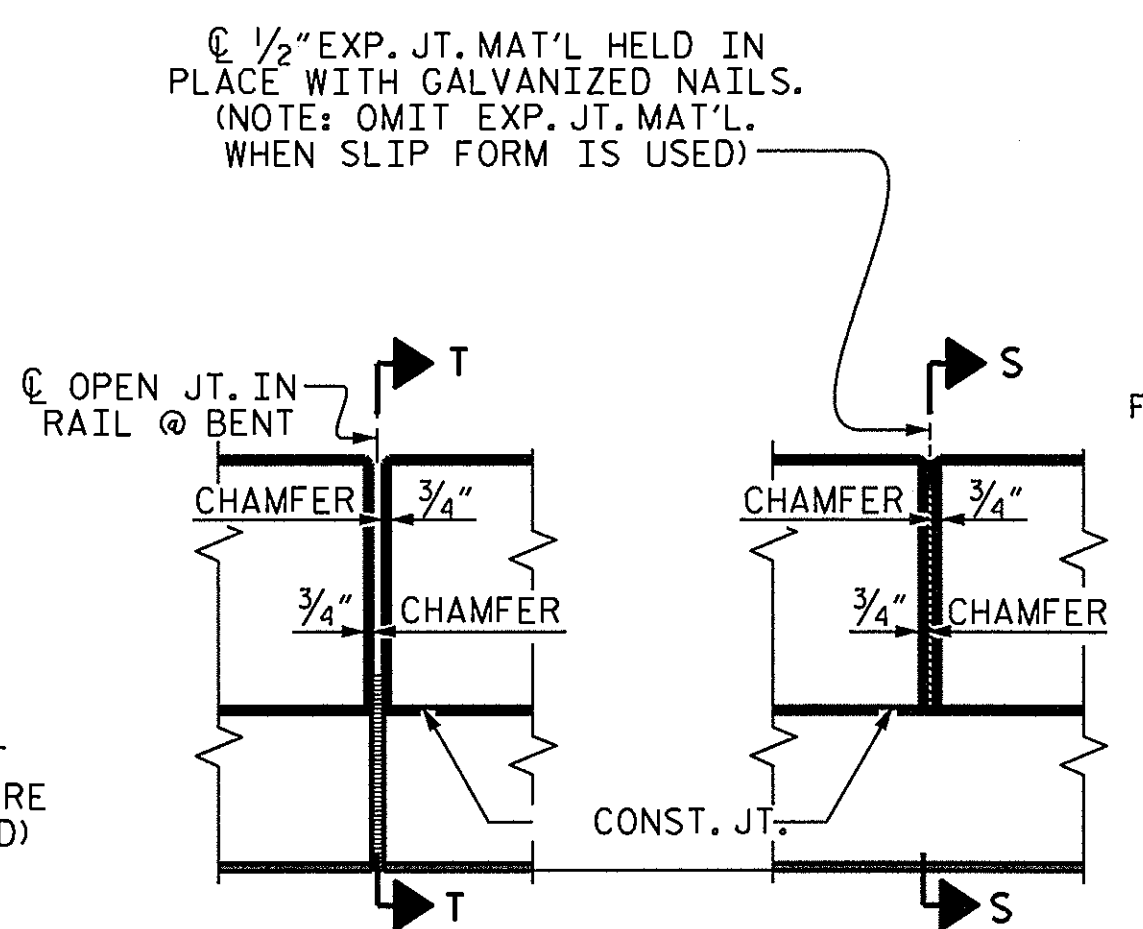 ℄ 1/2" EXP. JT. MAT'L HELD IN
PLACE WITH GALVANIZED NAILS.
(NOTE: OMIT EXP. JT. MAT'L.
WHEN SLIP FORM IS USED)
T
S
℄ OPEN JT. IN
RAIL @ BENT
F
CHAMFER 3/4"
CHAMFER 3/4"
3/4" CHAMFER
3/4" CHAMFER
RE
D)
CONST. JT.
T
S